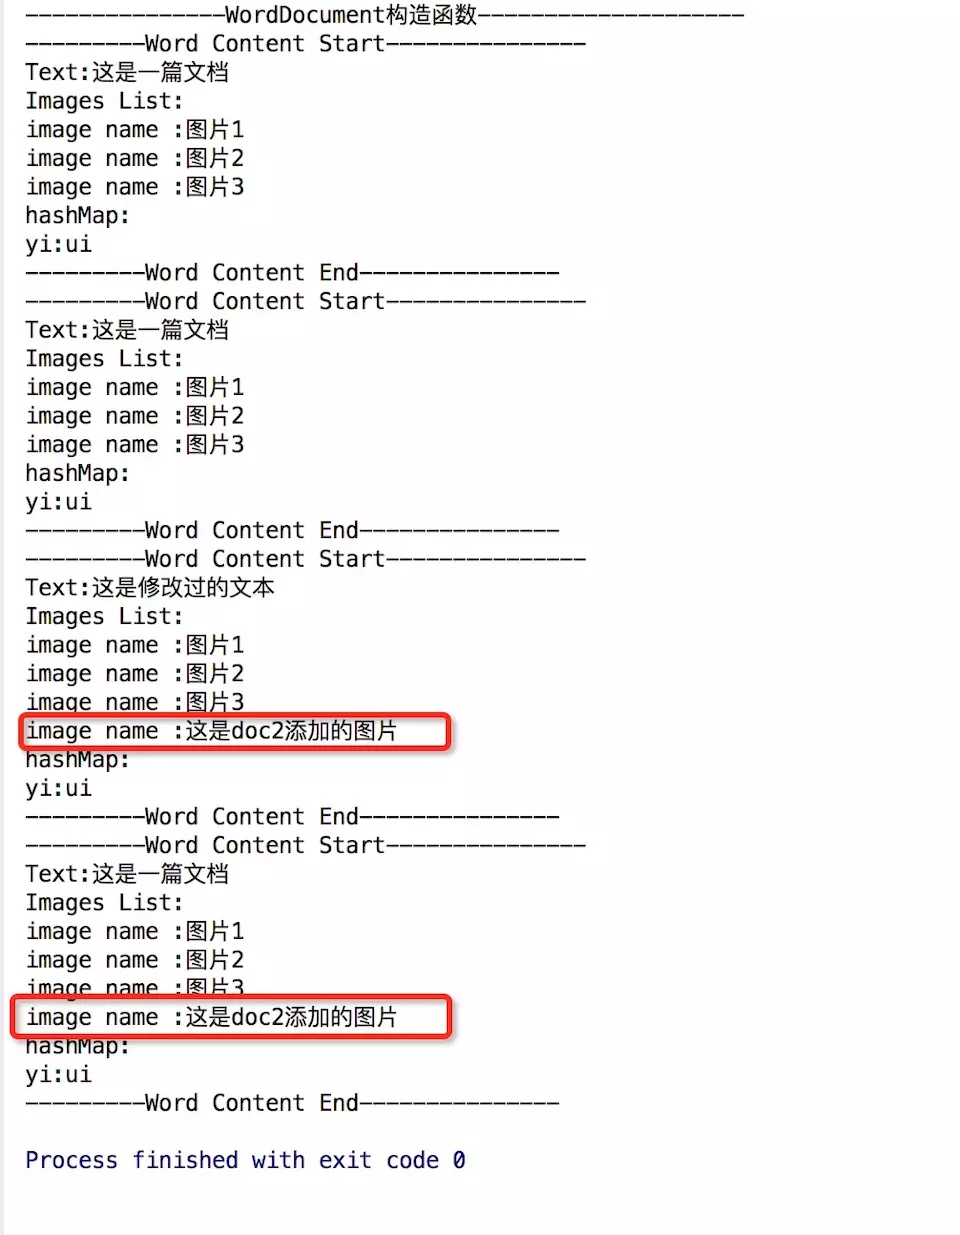 ---------------WordDocument构造函数--------------------
---------Word Content Start---------------
Text:这是一篇文档
Images List:
image name :图片1
image name :图片2
image name :图片3
hashMap:
yi:ui
---------Word Content End---------------
---------Word Content Start---------------
Text:这是一篇文档
Images List:
image name :图片1
image name :图片2
image name :图片3
hashMap:
yi:ui
---------Word Content End---------------
---------Word Content Start---------------
Text:这是修改过的文本
Images List:
image name :图片1
image name :图片2
image name :图片3
image name :这是doc2添加的图片
hashMap:
yi:ui
---------Word Content End---------------
---------Word Content Start---------------
Text:这是一篇文档
Images List:
image name :图片1
image name :图片2
image name :图片3
image name :这是doc2添加的图片
hashMap:
yi:ui
---------Word Content End---------------
Process finished with exit code 0